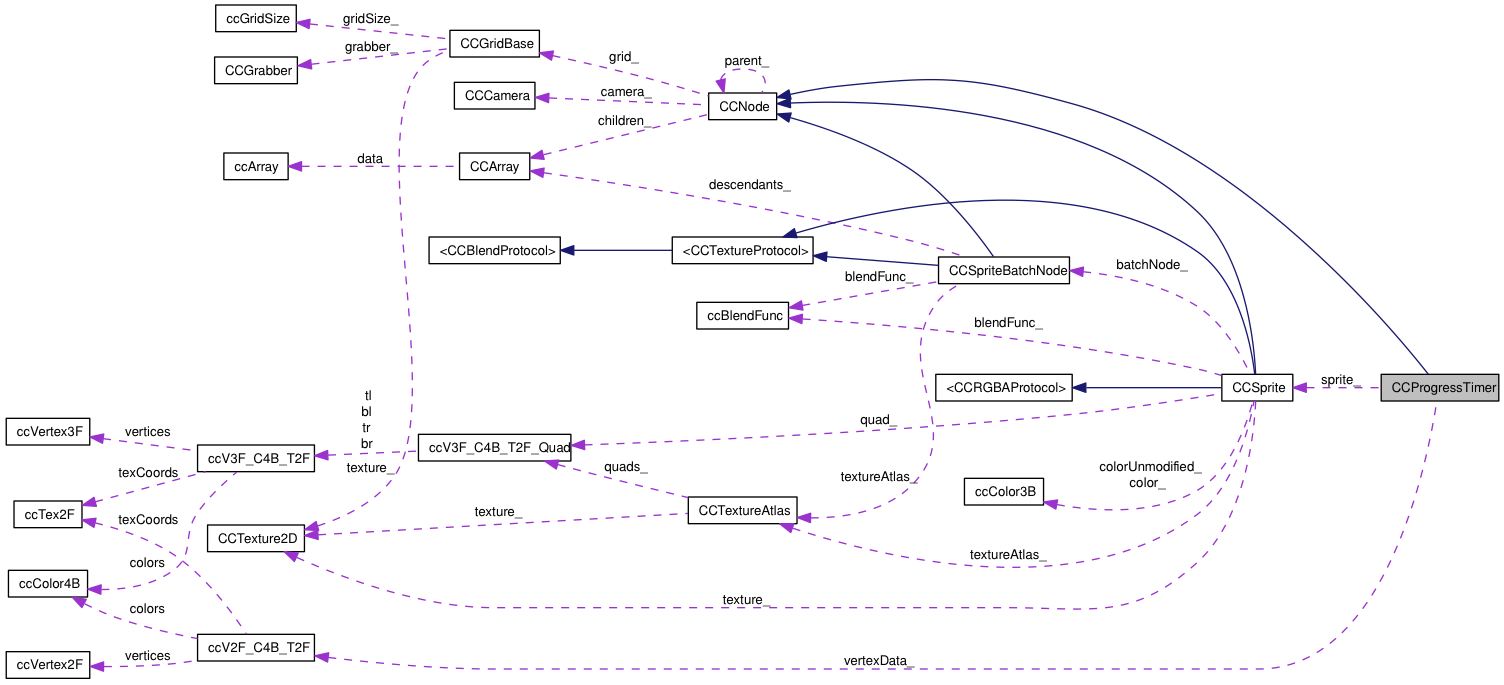 ccGridSize
gridSize_
CCGridBase
grabber_
CCGrabber
grid_
parent_
CCCamera
camera_
CCNode
children_
ccArray
data
CCArray
descendants_
<CCBlendProtocol>
<CCTextureProtocol>
CCSpriteBatchNode
batchNode_
blendFunc_
ccBlendFunc
blendFunc_
<CCRGBAProtocol>
CCSprite
sprite_
CCProgressTimer
tl
bl
tr
br
quad_
ccVertex3F
vertices
ccV3F_C4B_T2F
ccV3F_C4B_T2F_Quad
texCoords
texture_
quads_
textureAtlas_
colorUnmodified_
color_
ccColor3B
ccTex2F
texCoords
CCTexture2D
texture_
CCTextureAtlas
textureAtlas_
colors
ccColor4B
colors
texture_
ccV2F_C4B_T2F
ccVertex2F
vertices
vertexData_